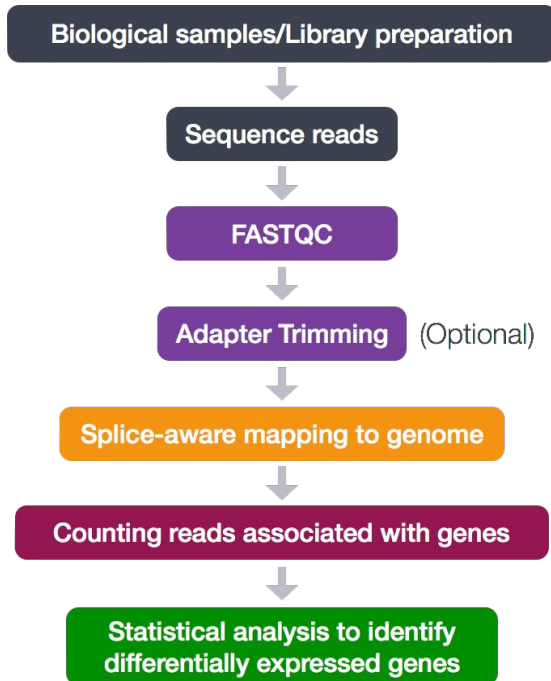 Biological samples/Library preparation
Sequence reads
FASTQC
Adapter Trimming (Optional)
Splice-aware mapping to genome
Counting reads associated with genes
Statistical analysis to identify
differentially expressed genes